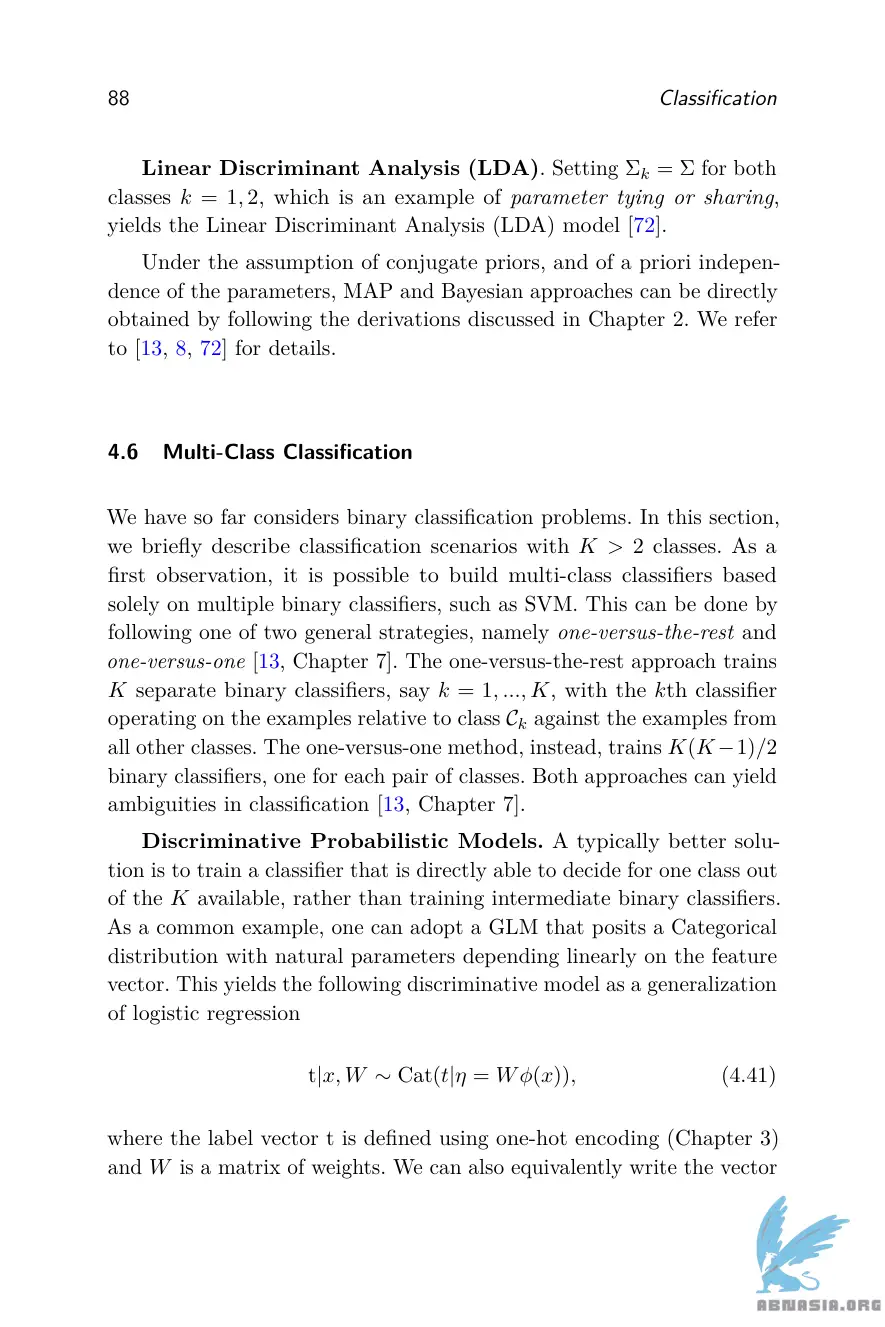 88 Classification
Linear Discriminant Analysis (LDA). Setting Σk = Σ for both
classes k = 1, 2, which is an example of parameter tying or sharing,
yields the Linear Discriminant Analysis (LDA) model [72].
Under the assumption of conjugate priors, and of a priori indepen-
dence of the parameters, MAP and Bayesian approaches can be directly
obtained by following the derivations discussed in Chapter 2. We refer
to [13, 8, 72] for details.
4.6 Multi-Class Classification
We have so far considers binary classification problems. In this section,
we briefly describe classification scenarios with K > 2 classes. As a
first observation, it is possible to build multi-class classifiers based
solely on multiple binary classifiers, such as SVM. This can be done by
following one of two general strategies, namely one-versus-the-rest and
one-versus-one [13, Chapter 7]. The one-versus-the-rest approach trains
K separate binary classifiers, say k = 1, ..., K, with the kth classifier
operating on the examples relative to class Ck against the examples from
all other classes. The one-versus-one method, instead, trains K(K−1)/2
binary classifiers, one for each pair of classes. Both approaches can yield
ambiguities in classification [13, Chapter 7].
Discriminative Probabilistic Models. A typically better solu-
tion is to train a classifier that is directly able to decide for one class out
of the K available, rather than training intermediate binary classifiers.
As a common example, one can adopt a GLM that posits a Categorical
distribution with natural parameters depending linearly on the feature
vector. This yields the following discriminative model as a generalization
of logistic regression
t|x, W ∼ Cat(t|η = Wφ(x)), (4.41)
where the label vector t is defined using one-hot encoding (Chapter 3)
and W is a matrix of weights. We can also equivalently write the vector
ABNASIA.ORG